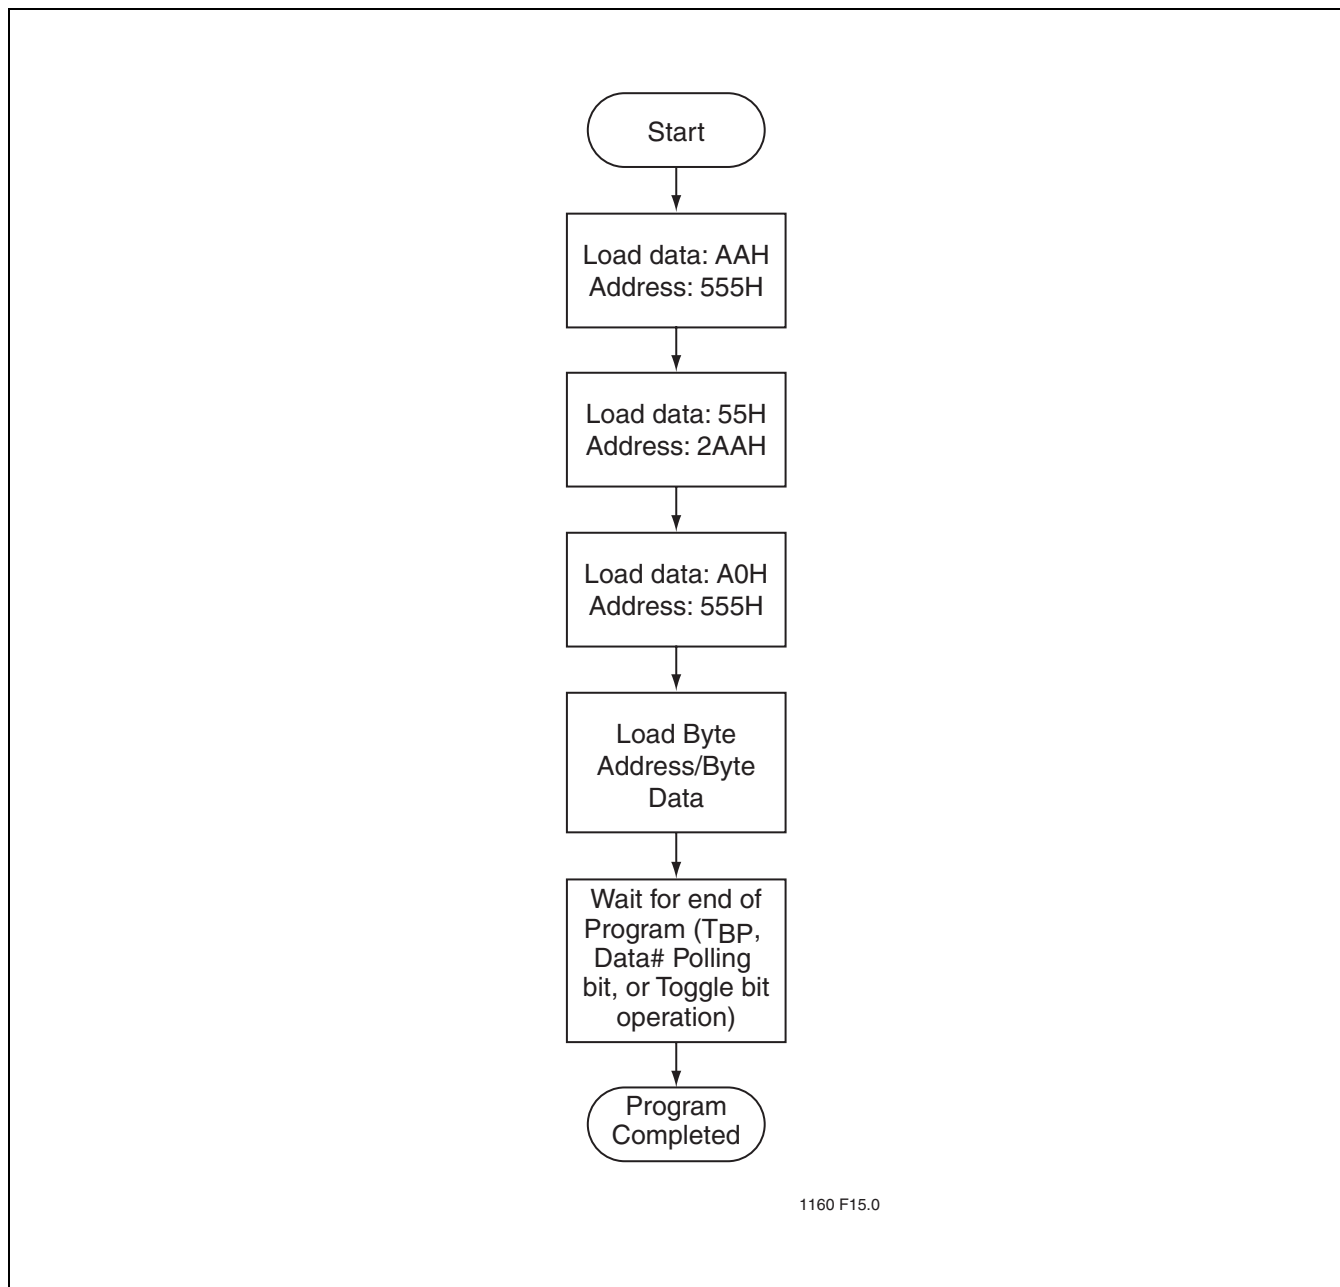 Start
Load data: AAH
Address: 555H
Load data: 55H
Address: 2AAH
Load data: A0H
Address: 555H
Load Byte
Address/Byte
Data
Wait for end of
Program (TBP,
Data# Polling
bit, or Toggle bit
operation)
Program
Completed
1160 F15.0